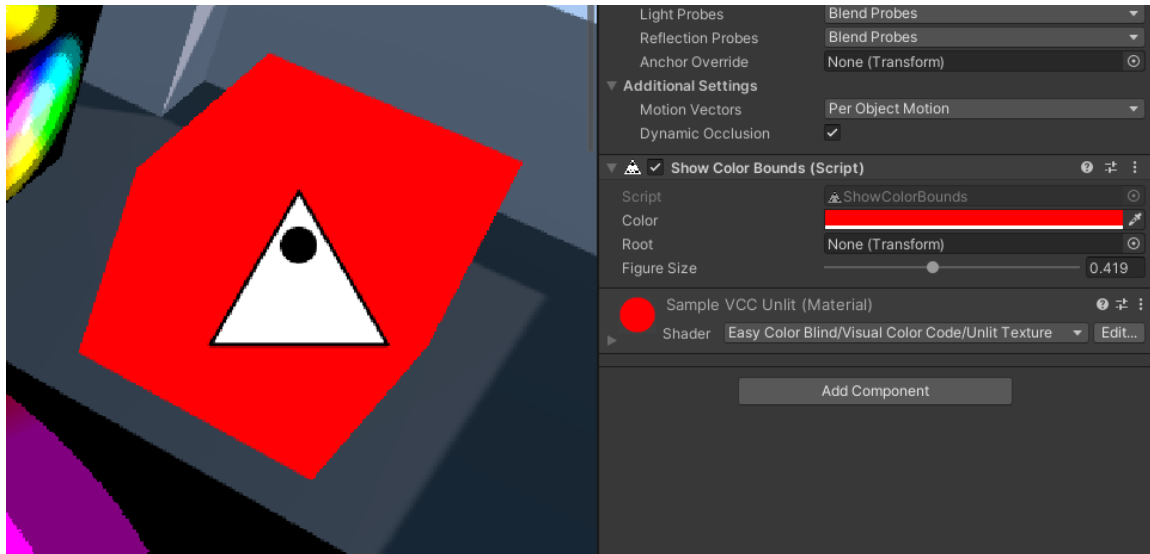 Light Probes Blend Probes
Reflection Probes Blend Probes
Anchor Override None (Transform)
Additional Settings
Motion Vectors Per Object Motion
Dynamic Occlusion
Show Color Bounds (Script)
Script ShowColorBounds
Color
Root None (Transform)
Figure Size 0.419
Sample VCC Unlit (Material)
Shader Easy Color Blind/Visual Color Code/Unlit Texture Edit...
Add Component